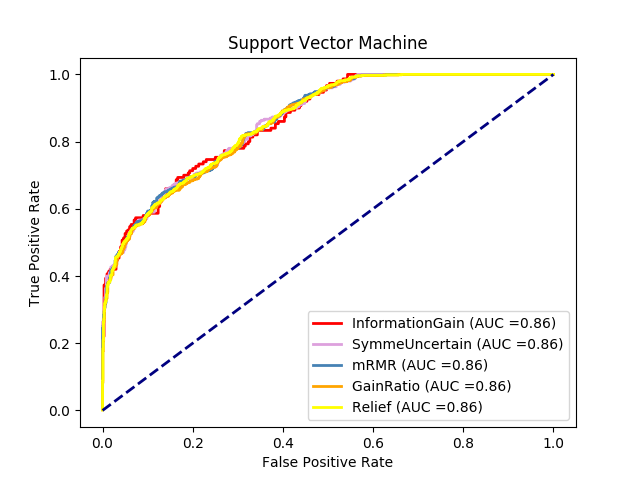 Support Vector Machine
True Positive Rate
1.0
0.8
0.6
0.4
0.2
0.0
InformationGain (AUC =0.86)
SymmeUncertain (AUC =0.86)
mRMR (AUC =0.86)
GainRatio (AUC =0.86)
Relief (AUC =0.86)
0.0 0.2 0.4 0.6 0.8 1.0
False Positive Rate